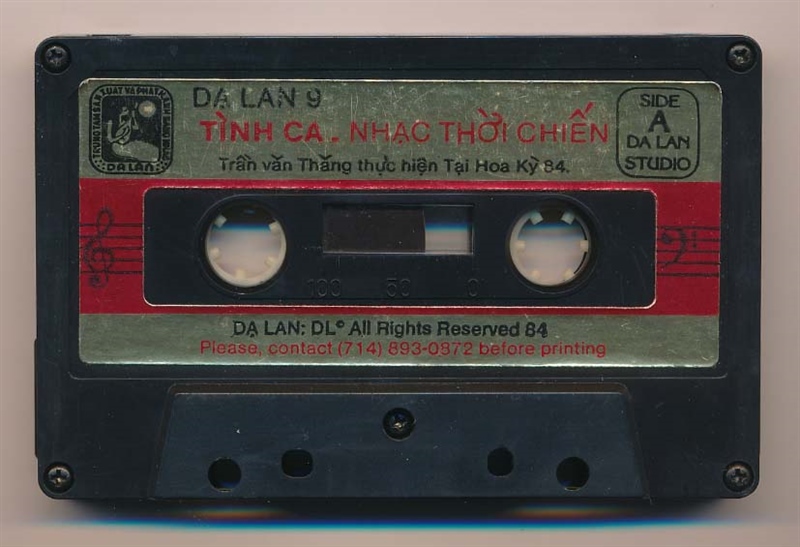 DẠ LAN 9
TÌNH CA. NHẠC THỜI CHIẾN
Trần văn Thắng thực hiện Tại Hoa Kỳ 84.
SIDE
A
DA LAN
STUDIO
DẠ LAN
100 50 0
DẠ LAN: DL© All Rights Reserved 84
Please, contact (714) 893-0872 before printing